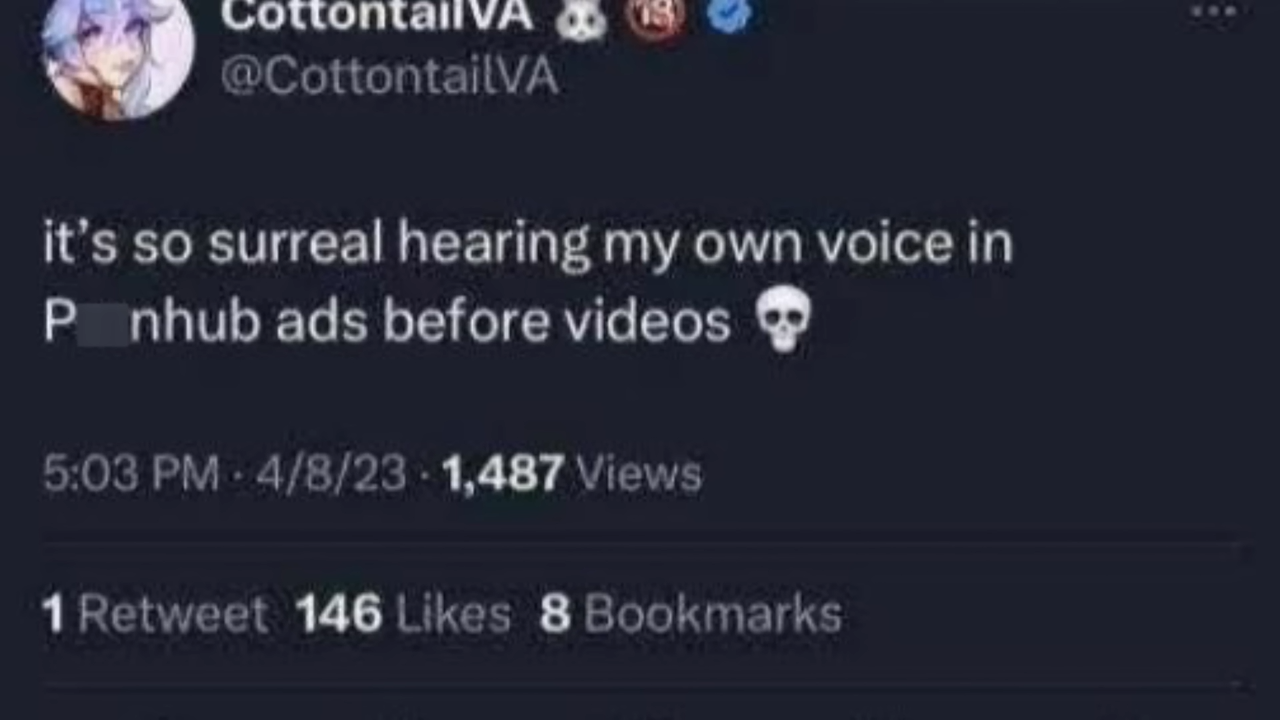 CottontailVA 🐰 🔞
@CottontailVA
it's so surreal hearing my own voice in
P nhub ads before videos 💀
5:03 PM · 4/8/23 · 1,487 Views
1 Retweet 146 Likes 8 Bookmarks